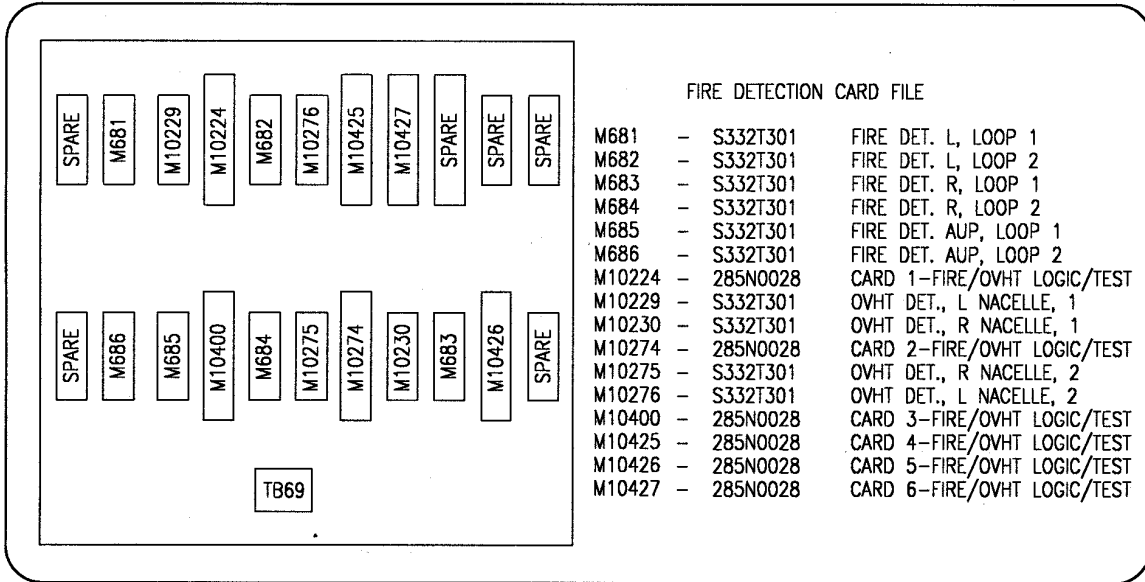 SPARE
M681
M10229
M10224
M682
M10276
M10425
M10427
SPARE
SPARE
SPARE
SPARE
M686
M685
M10400
M684
M10275
M10274
M10230
M683
M10426
SPARE
TB69
FIRE DETECTION CARD FILE
M681 – S332T301 FIRE DET. L, LOOP 1
M682 – S332T301 FIRE DET. L, LOOP 2
M683 – S332T301 FIRE DET. R, LOOP 1
M684 – S332T301 FIRE DET. R, LOOP 2
M685 – S332T301 FIRE DET. AUP, LOOP 1
M686 – S332T301 FIRE DET. AUP, LOOP 2
M10224 – 285N0028 CARD 1–FIRE/OVHT LOGIC/TEST
M10229 – S332T301 OVHT DET., L NACELLE, 1
M10230 – S332T301 OVHT DET., R NACELLE, 1
M10274 – 285N0028 CARD 2–FIRE/OVHT LOGIC/TEST
M10275 – S332T301 OVHT DET., R NACELLE, 2
M10276 – S332T301 OVHT DET., L NACELLE, 2
M10400 – 285N0028 CARD 3–FIRE/OVHT LOGIC/TEST
M10425 – 285N0028 CARD 4–FIRE/OVHT LOGIC/TEST
M10426 – 285N0028 CARD 5–FIRE/OVHT LOGIC/TEST
M10427 – 285N0028 CARD 6–FIRE/OVHT LOGIC/TEST